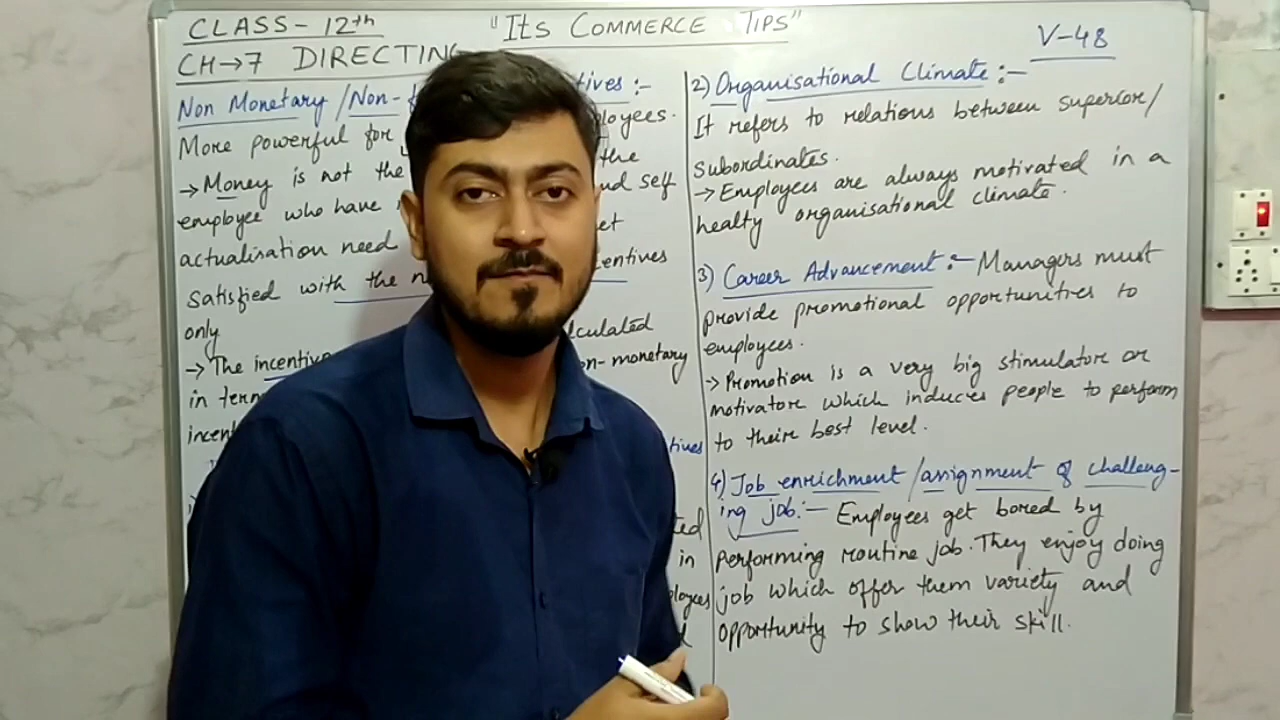 CLASS - 12th
"Its Commerce Tips"
V-48
CH→7 DIRECTING
Non Monetary / Non-
tives :-
More powerful for
ployees.
→ Money is not the
the
employee who have
nd self
actualisation need
et
Satisfied with the n
centives
only
→ The incentive
lculated
in term
on-monetary
incent
tives
ted
in
ployees
d
2) Organisational Climate :-
It refers to relations between superior/
subordinates.
→ Employees are always motivated in a
healty organisational climate.
3) Career Advancement :- Managers must
provide promotional opportunities to
employees.
→ Promotion is a very big stimulator or
motivator which induces people to perform
to their best level.
4) Job enrichment /assignment of challeng-
ing job :- Employees get bored by
performing routine job. They enjoy doing
job which offer them variety and
opportunity to show their skill.